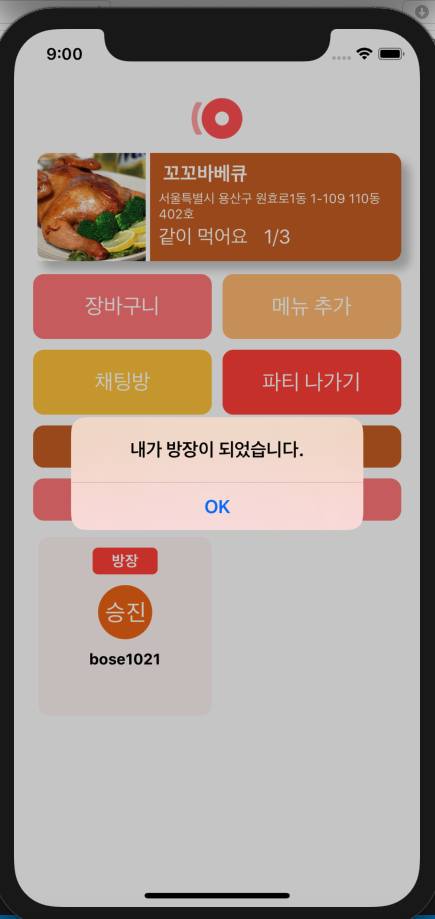 9:00
꼬꼬바베큐
서울특별시 용산구 원효로1동 1-109 110동
402호
같이 먹어요 1/3
장바구니
메뉴 추가
채팅방
파티 나가기
내가 방장이 되었습니다.
OK
방장
승진
bose1021